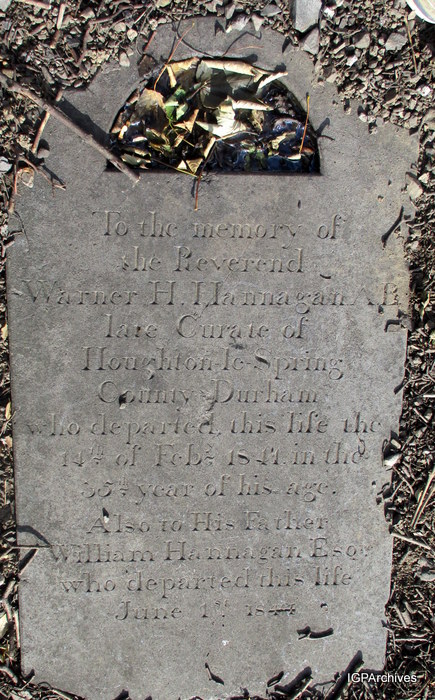 To the memory of
the Reverend
Warner H. Hannagan A.B.
late Curate of
Houghton-le-Spring
County Durham
who departed this life the
14th of Feby 1841 in the
35th year of his age.
Also to His Father
William Hannagan Esqr
who departed this life
June 1st
IGPArchives